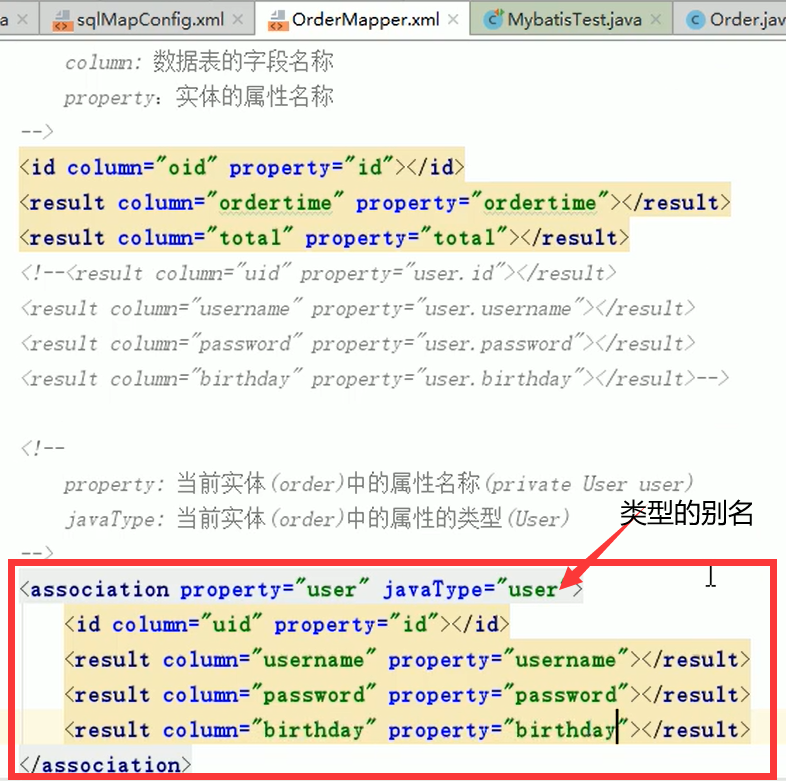 a sqlMapConfig.xml OrderMapper.xml MybatisTest.java Order.jav
column: 数据表的字段名称
property: 实体的属性名称
-->
<id column="oid" property="id"></id>
<result column="ordertime" property="ordertime"></result>
<result column="total" property="total"></result>
<!--<result column="uid" property="user.id"></result>
<result column="username" property="user.username"></result>
<result column="password" property="user.password"></result>
<result column="birthday" property="user.birthday"></result>-->
<!--
property: 当前实体(order)中的属性名称(private User user)
javaType: 当前实体(order)中的属性的类型(User)
类型的别名
-->
<association property="user" javaType="user">
<id column="uid" property="id"></id>
<result column="username" property="username"></result>
<result column="password" property="password"></result>
<result column="birthday" property="birthday"></result>
</association>